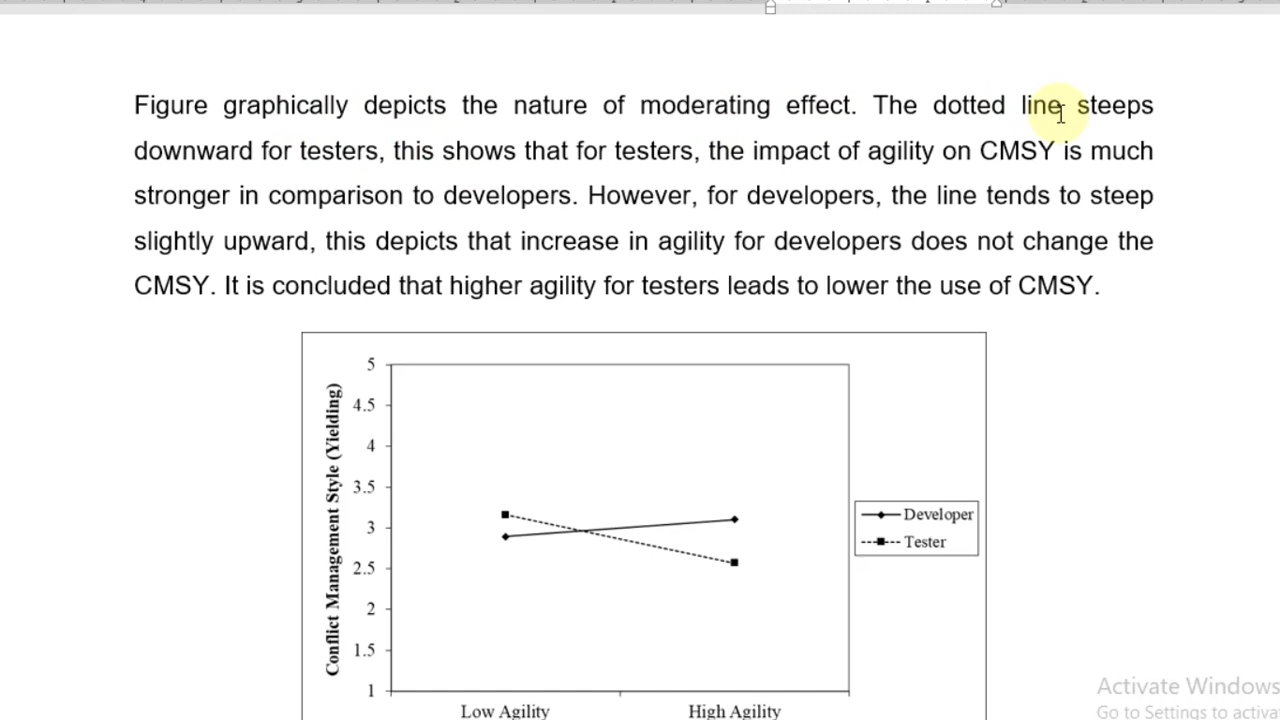 Figure graphically depicts the nature of moderating effect. The dotted line steeps
downward for testers, this shows that for testers, the impact of agility on CMSY is much
stronger in comparison to developers. However, for developers, the line tends to steep
slightly upward, this depicts that increase in agility for developers does not change the
CMSY. It is concluded that higher agility for testers leads to lower the use of CMSY.
Conflict Management Style (Yielding)
5
4.5
4
3.5
3
2.5
2
1.5
1
Low Agility
High Agility
Developer
Tester
Activate Windows
Go to Settings to activa